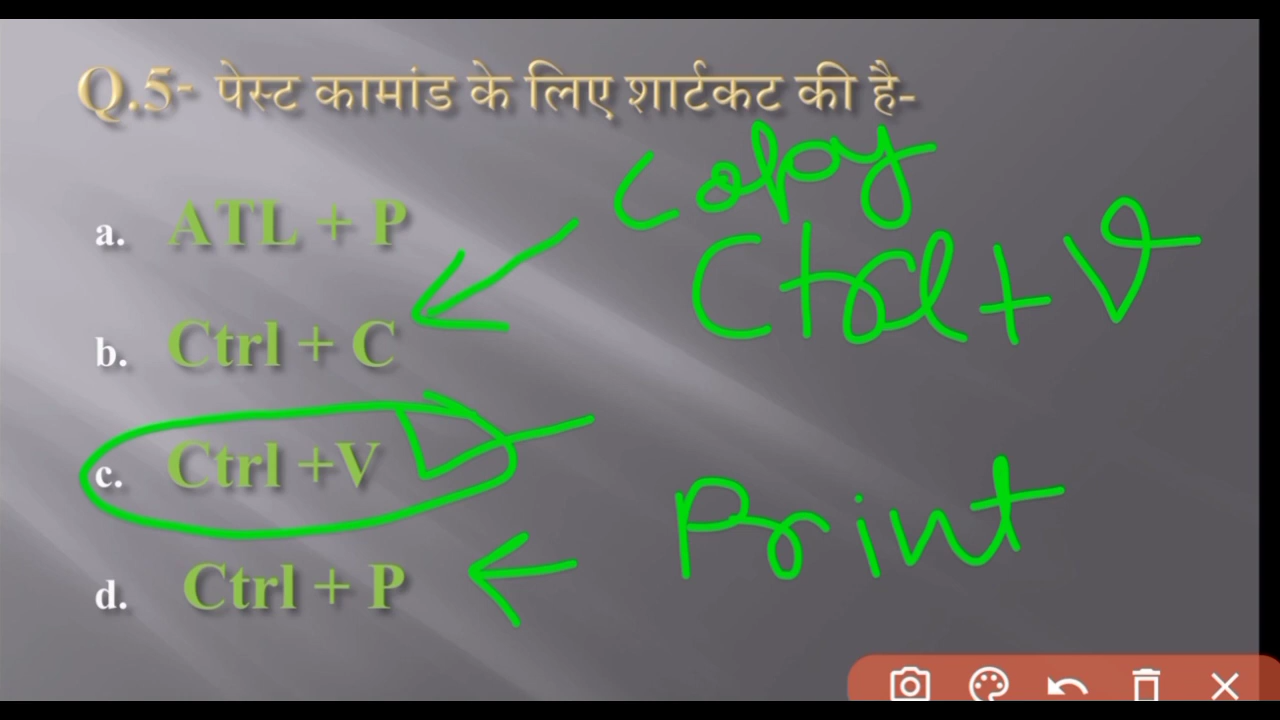 Q.5- पेस्ट कामांड के लिए शार्टकट की है-
Copy
a. ATL + P
Ctrl + V
b. Ctrl + C
c. Ctrl +V
Print
d. Ctrl + P